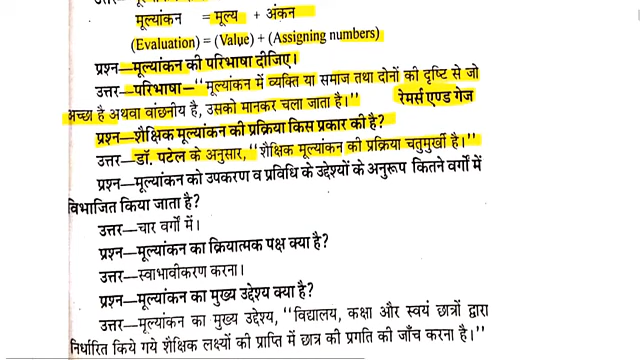 मूल्यांकन = मूल्य + अंकन
(Evaluation) = (Value) + (Assigning numbers)
प्रश्न—मूल्यांकन की परिभाषा दीजिए।
उत्तर—परिभाषा—“मूल्यांकन में व्यक्ति या समाज तथा दोनों की दृष्टि से जो
अच्छा है अथवा वांछनीय है, उसको मानकर चला जाता है।” रेमर्स एण्ड गेज
प्रश्न—शैक्षिक मूल्यांकन की प्रक्रिया किस प्रकार की है?
उत्तर—डॉ. पटेल के अनुसार, “शैक्षिक मूल्यांकन की प्रक्रिया चतुमुर्खी है।”
प्रश्न—मूल्यांकन को उपकरण व प्रविधि के उद्देश्यों के अनुरूप कितने वर्गों में
विभाजित किया जाता है?
उत्तर—चार वर्गों में।
प्रश्न—मूल्यांकन का क्रियात्मक पक्ष क्या है?
उत्तर—स्वाभावीकरण करना।
प्रश्न—मूल्यांकन का मुख्य उद्देश्य क्या है?
उत्तर—मूल्यांकन का मुख्य उद्देश्य, “विद्यालय, कक्षा और स्वयं छात्रों द्वारा
निर्धारित किये गये शैक्षिक लक्ष्यों की प्राप्ति में छात्र की प्रगति की जाँच करना है।”